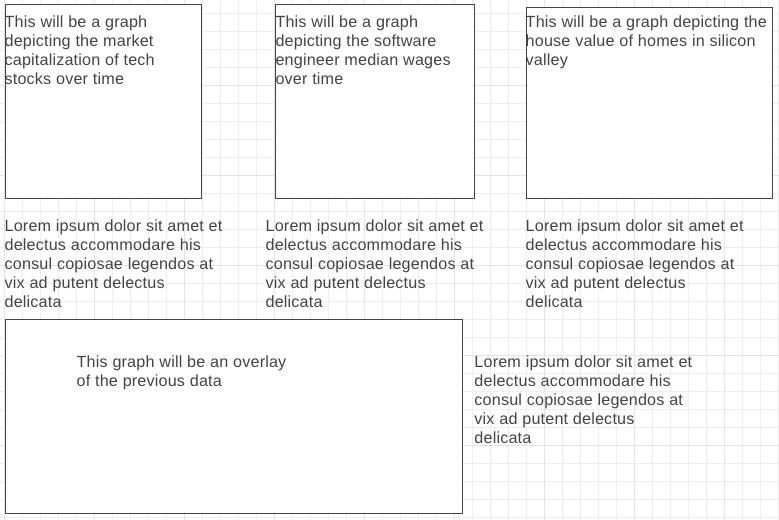 This will be a graph
depicting the market
capitalization of tech
stocks over time
This will be a graph
depicting the software
engineer median wages
over time
This will be a graph depicting the
house value of homes in silicon
valley
Lorem ipsum dolor sit amet et
delectus accommodare his
consul copiosae legendos at
vix ad putent delectus
delicata
Lorem ipsum dolor sit amet et
delectus accommodare his
consul copiosae legendos at
vix ad putent delectus
delicata
Lorem ipsum dolor sit amet et
delectus accommodare his
consul copiosae legendos at
vix ad putent delectus
delicata
This graph will be an overlay
of the previous data
Lorem ipsum dolor sit amet et
delectus accommodare his
consul copiosae legendos at
vix ad putent delectus
delicata